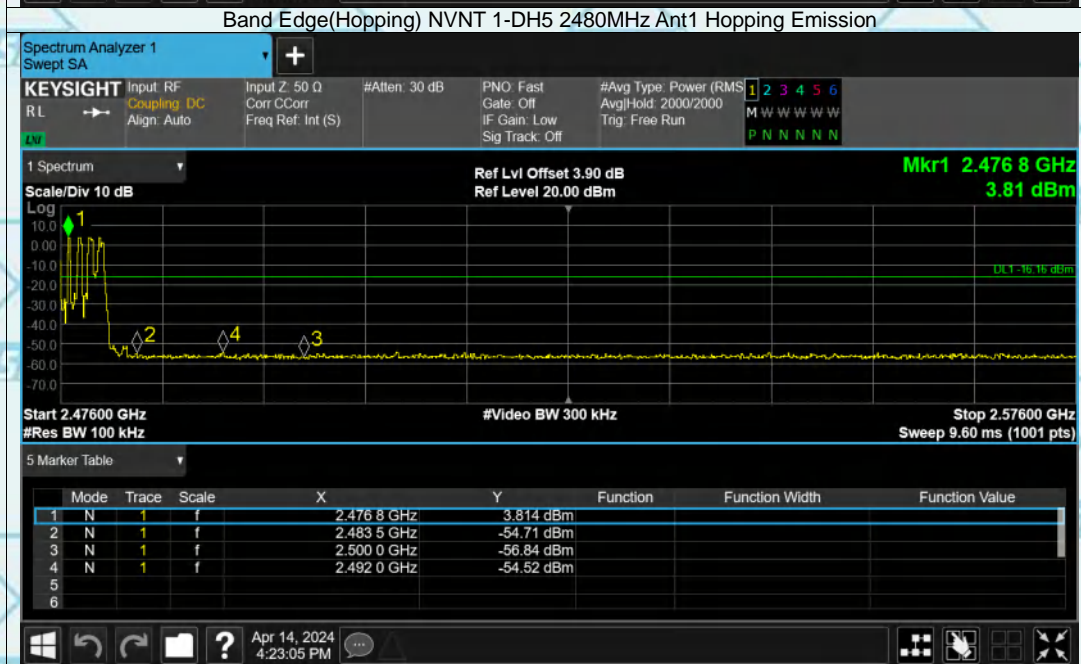 Band Edge(Hopping) NVNT 1-DH5 2480MHz Ant1 Hopping Emission
Spectrum Analyzer 1
Swept SA
+
KEYSIGHT Input: RF Input Z: 50 Ω #Atten: 30 dB PNO: Fast #Avg Type: Power (RMS 1 2 3 4 5 6
RL Coupling: DC Corr CCorr Gate: Off Avg|Hold: 2000/2000 M W W W W W
Align: Auto Freq Ref: Int (S) IF Gain: Low Trig: Free Run
LXI Sig Track: Off P N N N N N
1 Spectrum Ref Lvl Offset 3.90 dB Mkr1 2.476 8 GHz
Scale/Div 10 dB Ref Level 20.00 dBm 3.81 dBm
Log
1
10.0
0.00
-10.0
DL1 -16.16 dBm
-20.0
-30.0
-40.0
2 4 3
-50.0
-60.0
-70.0
Start 2.47600 GHz #Video BW 300 kHz Stop 2.57600 GHz
#Res BW 100 kHz Sweep 9.60 ms (1001 pts)
5 Marker Table
Mode Trace Scale X Y Function Function Width Function Value
1 N 1 f 2.476 8 GHz 3.814 dBm
2 N 1 f 2.483 5 GHz -54.71 dBm
3 N 1 f 2.500 0 GHz -56.84 dBm
4 N 1 f 2.492 0 GHz -54.52 dBm
5
6
? Apr 14, 2024
4:23:05 PM